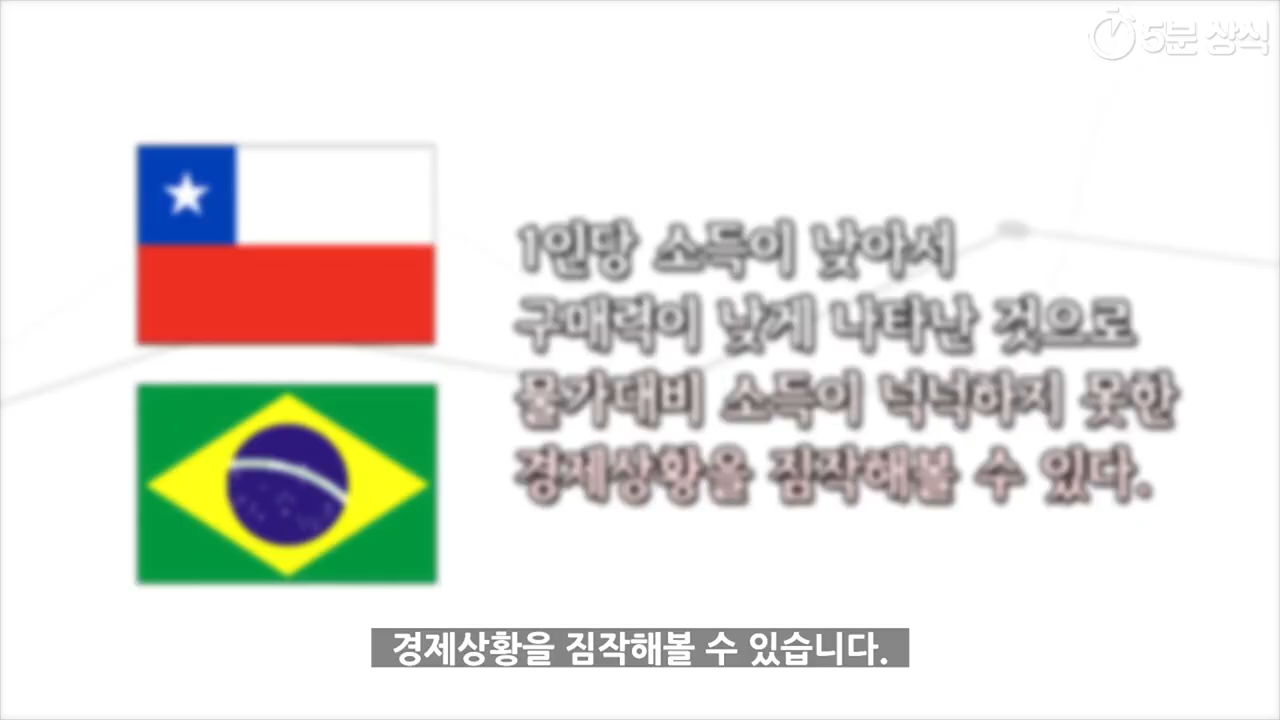 5분 상식
1인당 소득이 낮아서
구매력이 낮게 나타난 것으로
물가대비 소득이 넉넉하지 못한
경제상황을 짐작해볼 수 있다.
경제상황을 짐작해볼 수 있습니다.